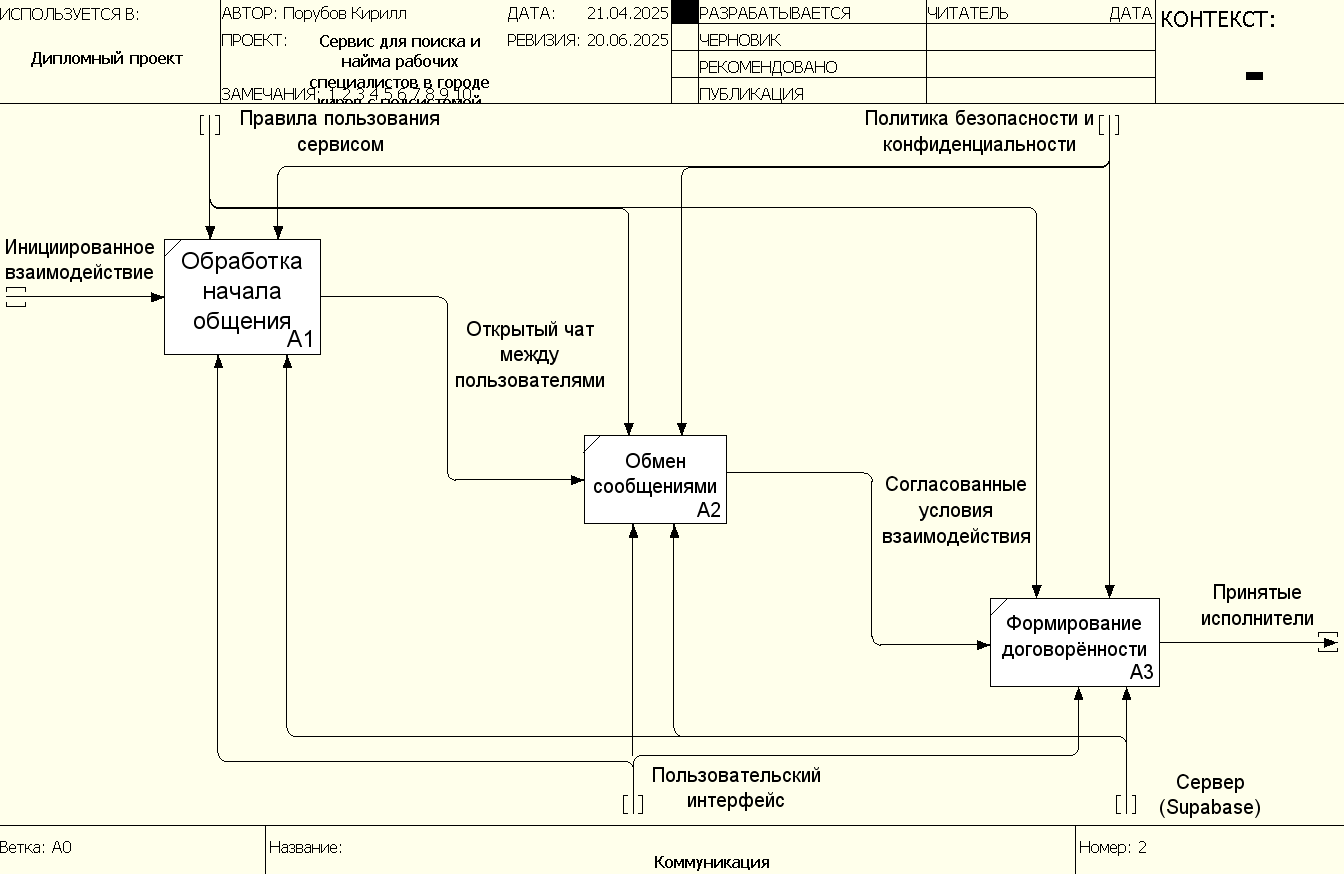 ИСПОЛЬЗУЕТСЯ В:
Дипломный проект
АВТОР: Порубов Кирилл
ДАТА: 21.04.2025
ПРОЕКТ:
Сервис для поиска и
найма рабочих
специалистов в городе
киров с подсистемой
РЕВИЗИЯ: 20.06.2025
ЗАМЕЧАНИЯ: 1 2 3 4 5 6 7 8 9 10
РАЗРАБАТЫВАЕТСЯ
ЧЕРНОВИК
РЕКОМЕНДОВАНО
ПУБЛИКАЦИЯ
ЧИТАТЕЛЬ ДАТА
КОНТЕКСТ:
Правила пользования
сервисом
Политика безопасности и
конфиденциальности
Инициированное
взаимодействие
Обработка
начала
общения
A1
Открытый чат
между
пользователями
Обмен
сообщениями
A2
Согласованные
условия
взаимодействия
Формирование
договорённости
A3
Принятые
исполнители
Пользовательский
интерфейс
Сервер
(Supabase)
Ветка: A0
Название:
Коммуникация
Номер: 2